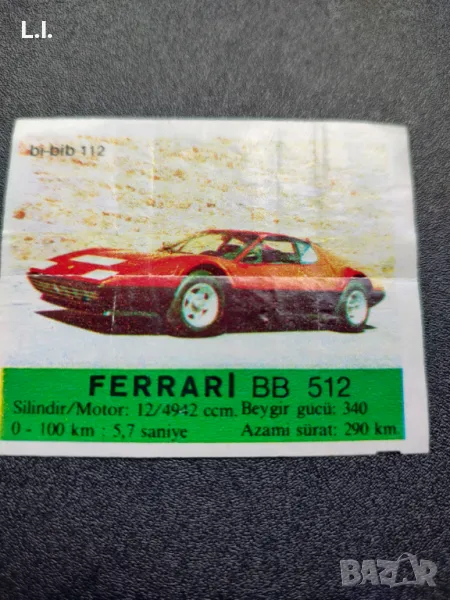 L.I.
bi-bib 112
FERRARİ BB 512
Silindir/Motor: 12/4942 ccm. Beygir gücü: 340
0 - 100 km : 5,7 saniye Azami sürat: 290 km.
BAZAR